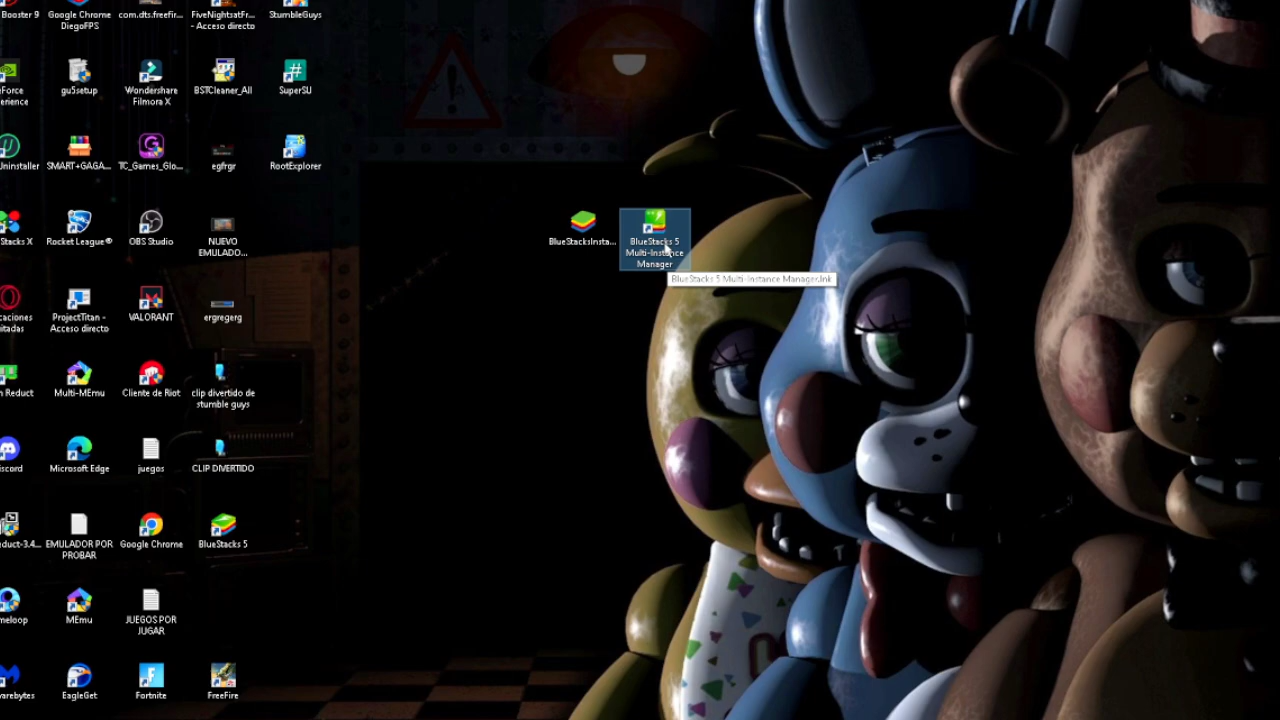 Booster 9
Google Chrome
DiegoFPS
com.dts.freefir...
FiveNightsatFr...
- Acceso directo
StumbleGuys
eForce
erience
gu5setup
Wondershare
Filmora X
BSTCleaner_All
SuperSU
Uninstaller
SMART+GAGA...
TC_Games_Glo...
egfrgr
RootExplorer
Stacks X
Rocket League®
OBS Studio
NUEVO
EMULADO...
BlueStacksInsta...
BlueStacks 5
Multi-Instance
Manager
BlueStacks 5 Multi-Instance Manager.lnk
caciones
itadas
ProjectTitan -
Acceso directo
VALORANT
ergregerg
n Reduct
Multi-MEmu
Cliente de Riot
clip divertido de
stumble guys
iscord
Microsoft Edge
juegos
CLIP DIVERTIDO
duct-3.4...
EMULADOR POR
PROBAR
Google Chrome
BlueStacks 5
meloop
MEmu
JUEGOS POR
JUGAR
warebytes
EagleGet
Fortnite
FreeFire